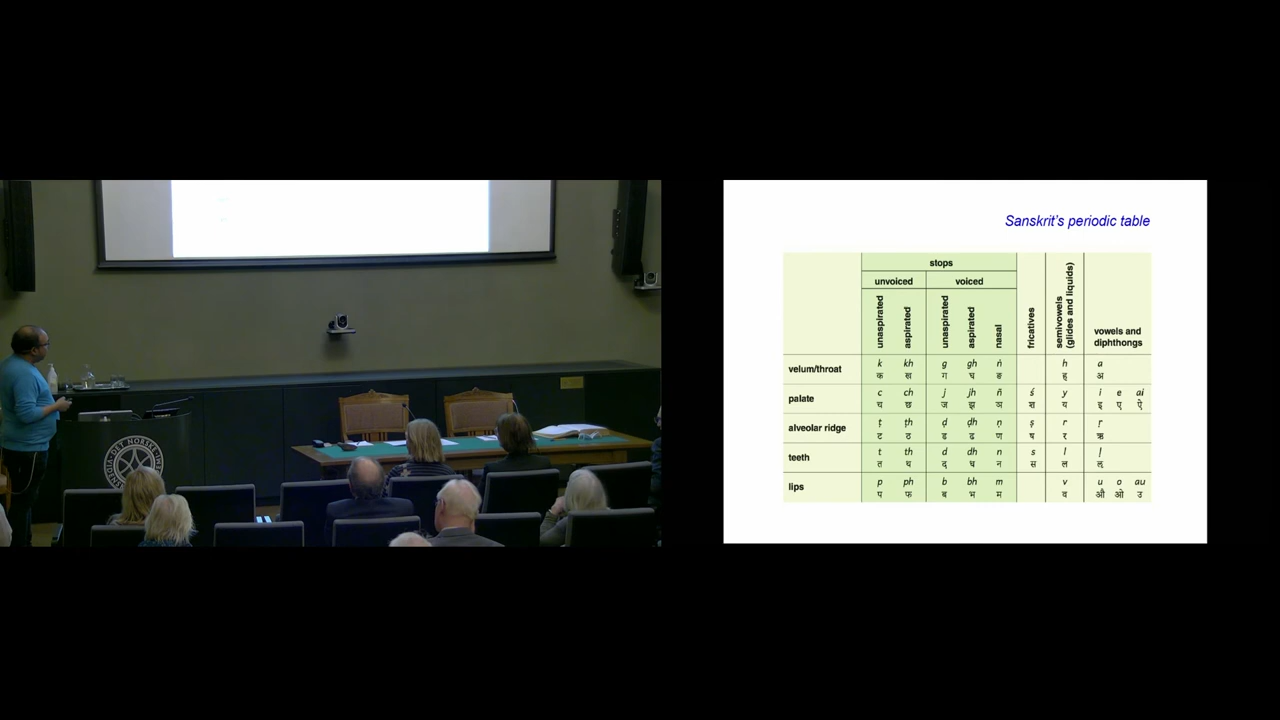 Sanskrit's periodic table
stops
unvoiced voiced
unaspirated aspirated unaspirated aspirated nasal fricatives semivowels (glides and liquids) vowels and diphthongs
velum/throat k kh g gh ṅ h a
क ख ग घ ङ ह अ
palate c ch j jh ñ ś y i e ai
च छ ज झ ञ श य इ ए ऐ
alveolar ridge ṭ ṭh ḍ ḍh ṇ ṣ r ṛ
ट ठ ड ढ ण ष र ऋ
teeth t th d dh n s l ḷ
त थ द ध न स ल ऌ
lips p ph b bh m v u o au
प फ ब भ म व औ ओ उ
DET NORSKE